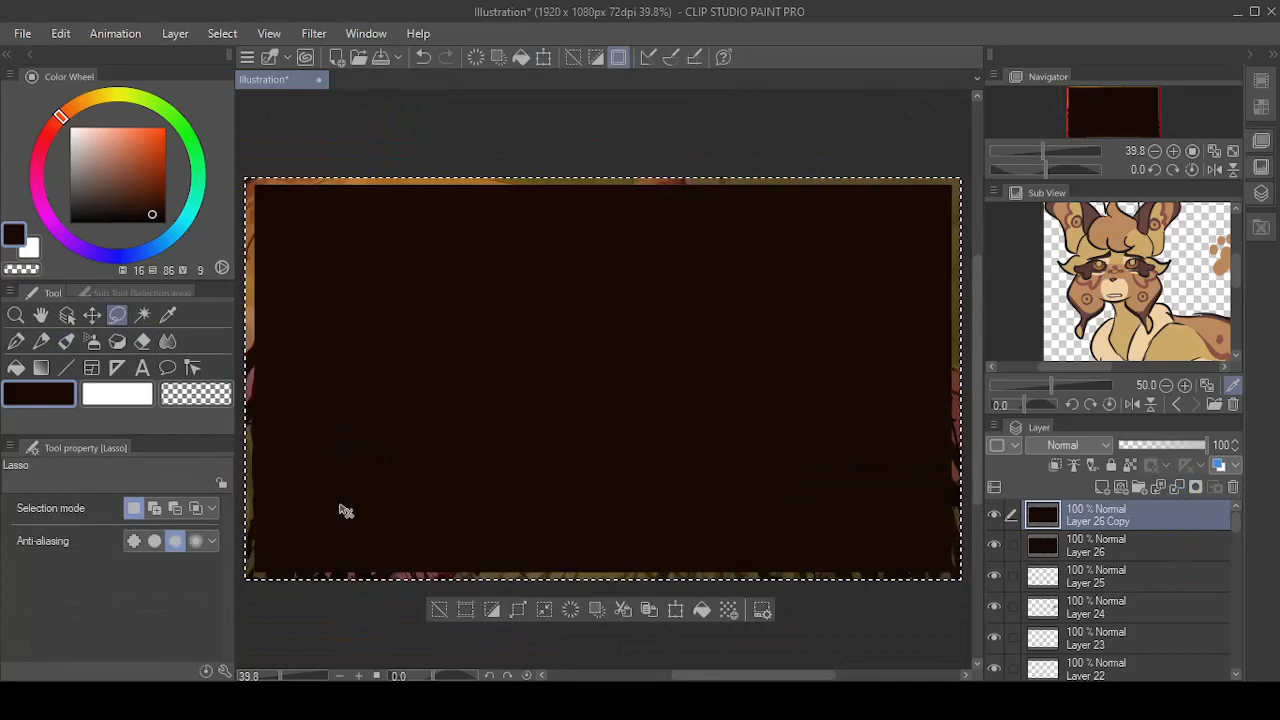 Illustration* (1920 x 1080px 72dpi 39.8%) - CLIP STUDIO PAINT PRO
File Edit Animation Layer Select View Filter Window Help
Illustration*
Color Wheel
16 86 V 9
Tool Sub Tool [Selection area]
Tool property [Lasso]
Lasso
Selection mode
Anti-aliasing
39.8 0.0
Navigator
39.8
0.0
Sub View
50.0
0.0
Layer
Normal 100
100 % Normal
Layer 26 Copy
100 % Normal
Layer 26
100 % Normal
Layer 25
100 % Normal
Layer 24
100 % Normal
Layer 23
100 % Normal
Layer 22